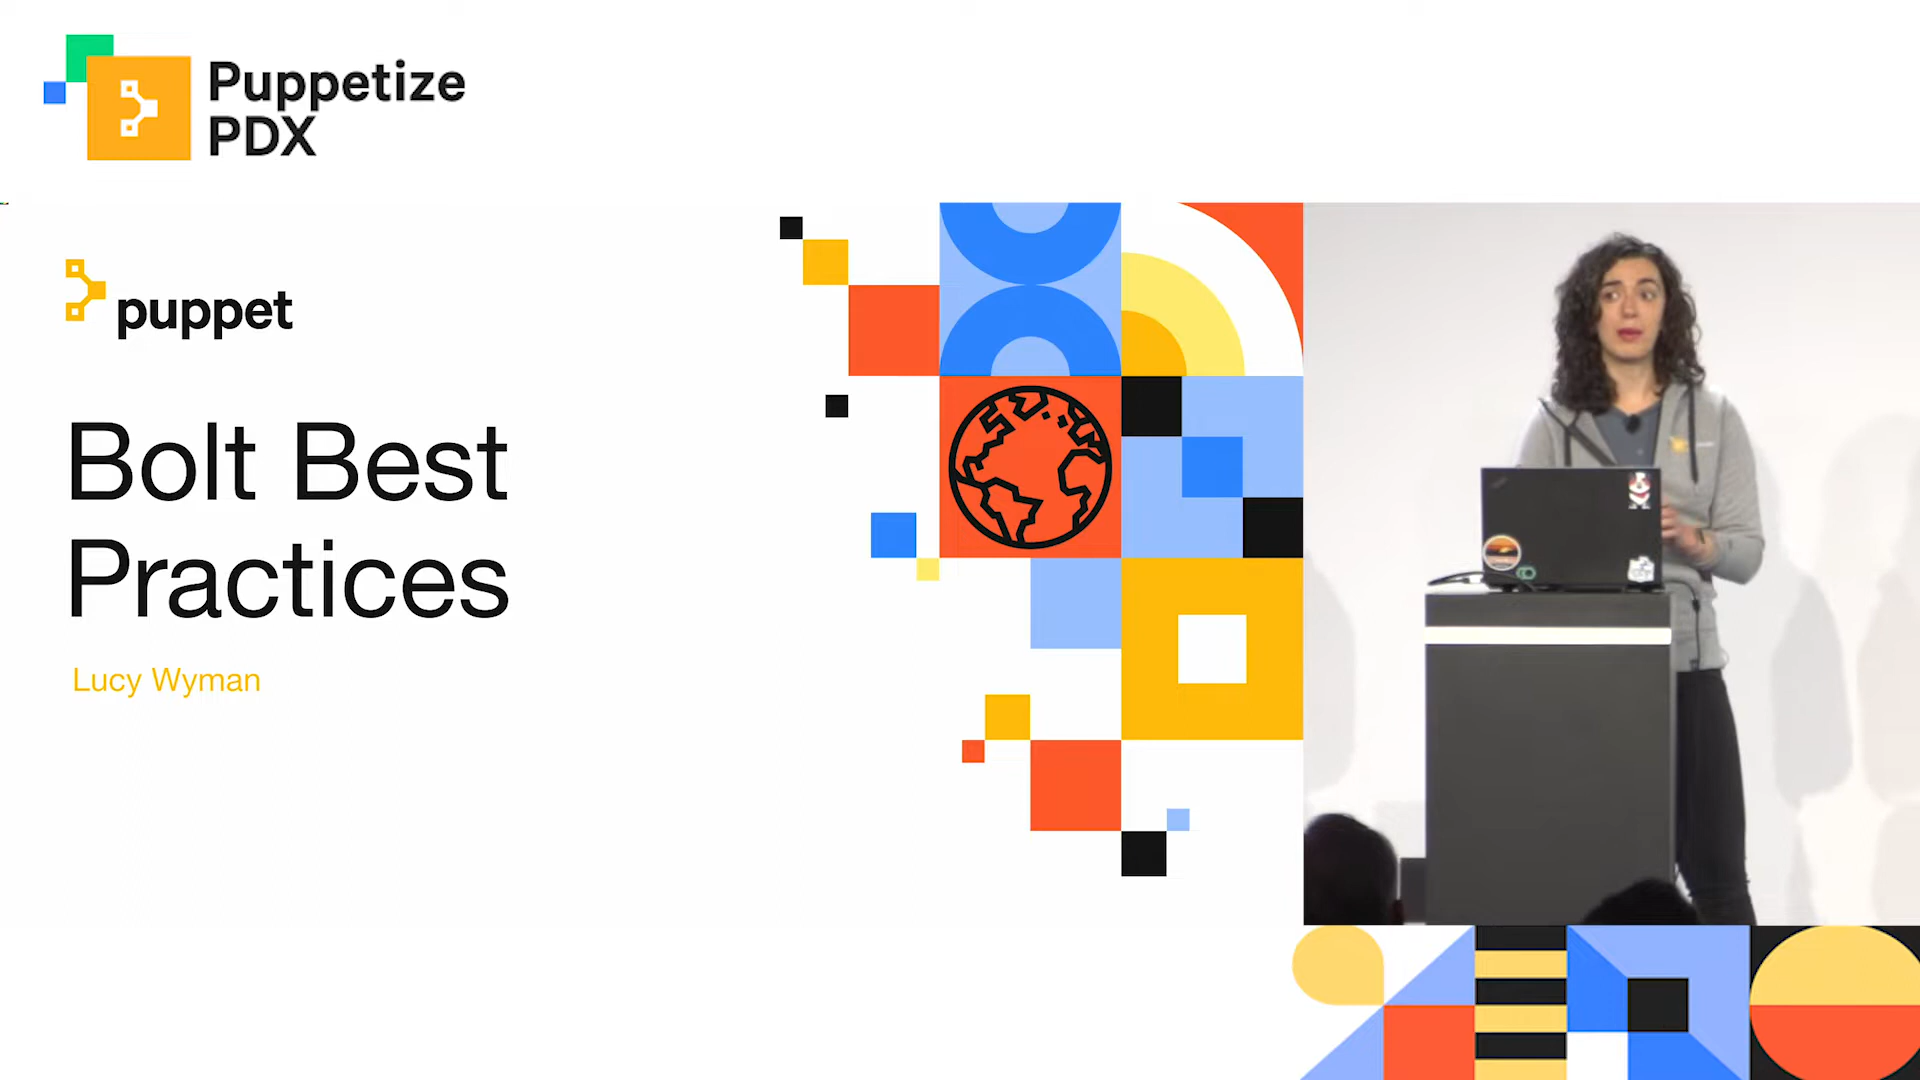 Puppetize
PDX
puppet
Bolt Best
Practices
Lucy Wyman